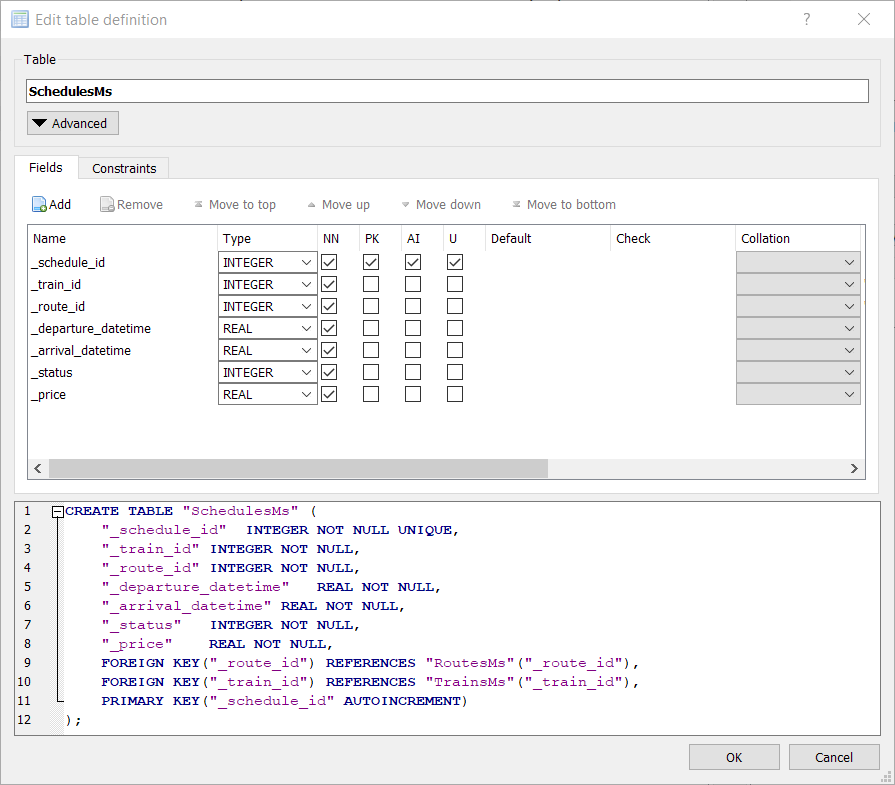 Edit table definition ?
Table
SchedulesMs
Advanced
Fields Constraints
Add Remove Move to top Move up Move down Move to bottom
Name Type NN PK AI U Default Check Collation
_schedule_id INTEGER
_train_id INTEGER
_route_id INTEGER
_departure_datetime REAL
_arrival_datetime REAL
_status INTEGER
_price REAL
1 CREATE TABLE "SchedulesMs" (
2 "_schedule_id" INTEGER NOT NULL UNIQUE,
3 "_train_id" INTEGER NOT NULL,
4 "_route_id" INTEGER NOT NULL,
5 "_departure_datetime" REAL NOT NULL,
6 "_arrival_datetime" REAL NOT NULL,
7 "_status" INTEGER NOT NULL,
8 "_price" REAL NOT NULL,
9 FOREIGN KEY("_route_id") REFERENCES "RoutesMs"("_route_id"),
10 FOREIGN KEY("_train_id") REFERENCES "TrainsMs"("_train_id"),
11 PRIMARY KEY("_schedule_id" AUTOINCREMENT)
12 );
OK Cancel